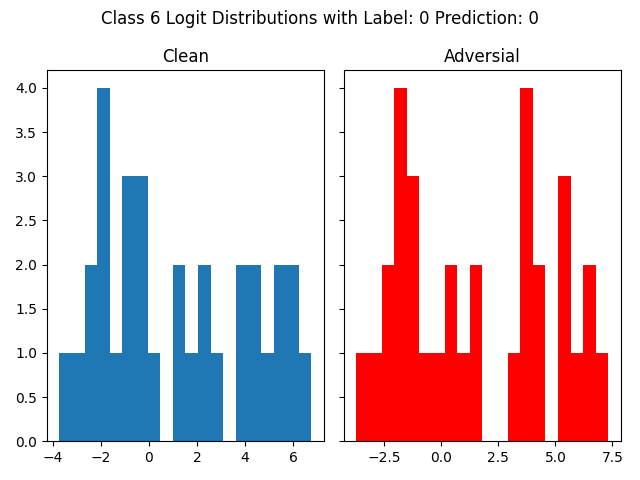 Class 6 Logit Distributions with Label: 0 Prediction: 0
Clean
Adversial
4.0
3.5
3.0
2.5
2.0
1.5
1.0
0.5
0.0
−4 −2 0 2 4 6
−2.5 0.0 2.5 5.0 7.5